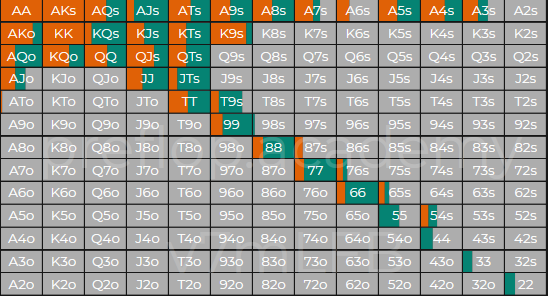 AA AKs AQs AJs ATs A9s A8s A7s A6s A5s A4s A3s A2s
AKo KK KQs KJs KTs K9s K8s K7s K6s K5s K4s K3s K2s
AQo KQo QQ QJs QTs Q9s Q8s Q7s Q6s Q5s Q4s Q3s Q2s
AJo KJo QJo JJ JTs J9s J8s J7s J6s J5s J4s J3s J2s
ATo KTo QTo JTo TT T9s T8s T7s T6s T5s T4s T3s T2s
A9o K9o Q9o J9o T9o 99 98s 97s 96s 95s 94s 93s 92s
A8o K8o Q8o J8o T8o 98o 88 87s 86s 85s 84s 83s 82s
A7o K7o Q7o J7o T7o 97o 87o 77 76s 75s 74s 73s 72s
A6o K6o Q6o J6o T6o 96o 86o 76o 66 65s 64s 63s 62s
A5o K5o Q5o J5o T5o 95o 85o 75o 65o 55 54s 53s 52s
A4o K4o Q4o J4o T4o 94o 84o 74o 64o 54o 44 43s 42s
A3o K3o Q3o J3o T3o 93o 83o 73o 63o 53o 43o 33 32s
A2o K2o Q2o J2o T2o 92o 82o 72o 62o 52o 42o 32o 22